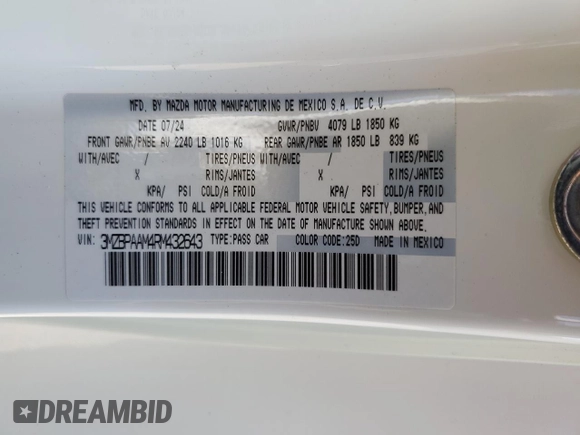 MFD. BY MAZDA MOTOR MANUFACTURING DE MEXICO S.A. DE C.V.
DATE 07/24 GVWR/PNBV 4079 LB 1850 KG
FRONT GAWR/PNBE AV 2240 LB 1016 KG REAR GAWR/PNBE AR 1850 LB 839 KG
WITH/AVEC / TIRES/PNEUS WITH/AVEC / TIRES/PNEUS
X RIMS/JANTES X RIMS/JANTES
KPA/ PSI COLD/A FROID KPA/ PSI COLD/A FROID
THIS VEHICLE CONFORMS TO ALL APPLICABLE FEDERAL MOTOR VEHICLE SAFETY, BUMPER, AND
THEFT PREVENTION STANDARDS IN EFFECT ON THE DATE OF MANUFACTURE SHOWN ABOVE.
VIN: 3MZBPAAM4RM432643 TYPE:PASS CAR COLOR CODE:25D MADE IN MEXICO
DREAMBID